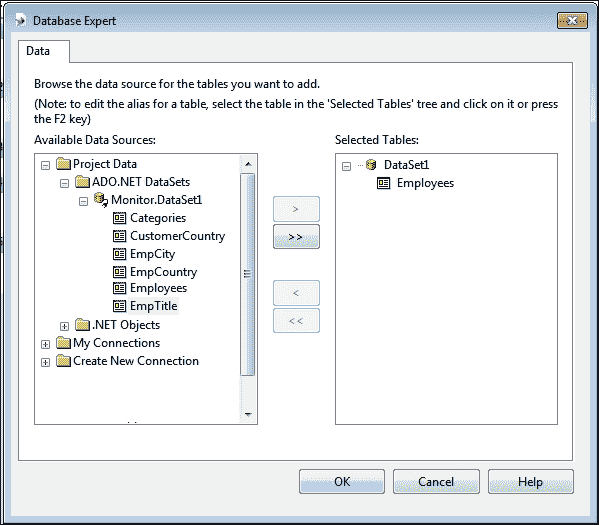 Database Expert
Data
Browse the data source for the tables you want to add.
(Note: to edit the alias for a table, select the table in the 'Selected Tables' tree and click on it or press
the F2 key)
Available Data Sources:
Selected Tables:
Project Data
ADO.NET DataSets
Monitor.DataSet1
Categories
CustomerCountry
EmpCity
EmpCountry
Employees
EmpTitle
.NET Objects
My Connections
Create New Connection
>
>>
<
<<
DataSet1
Employees
OK
Cancel
Help